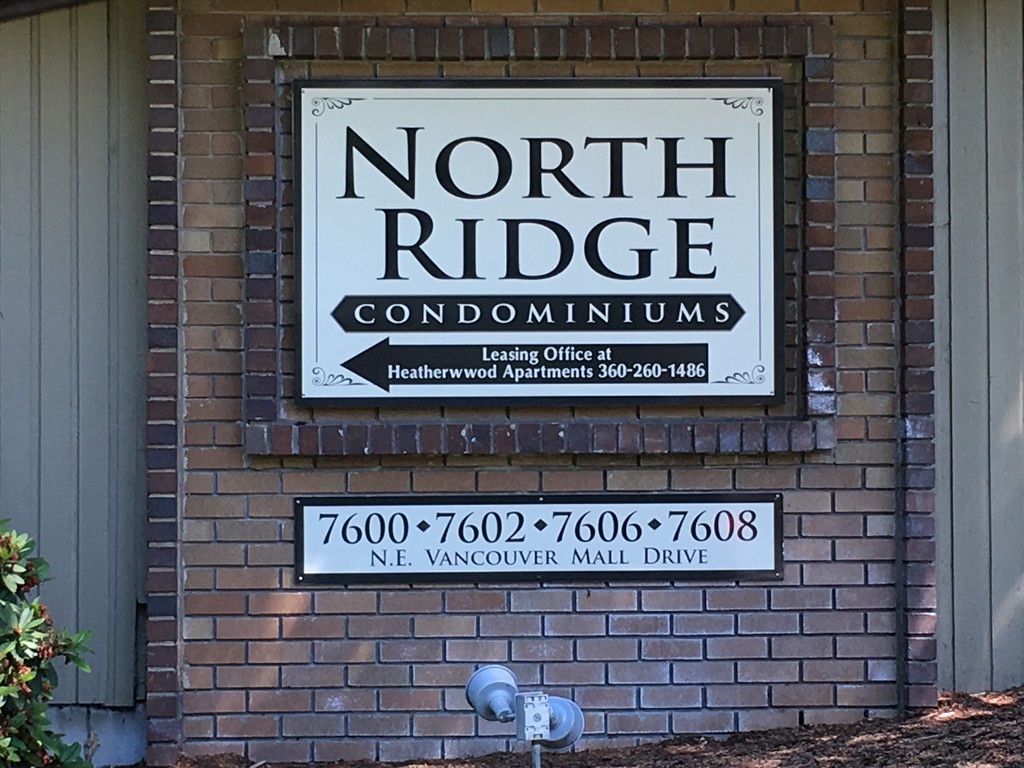 NORTH
RIDGE
CONDOMINIUMS
Leasing Office at
Heatherwwod Apartments 360-260-1486
7600 ◆ 7602 ◆ 7606 ◆ 7608
N.E. VANCOUVER MALL DRIVE